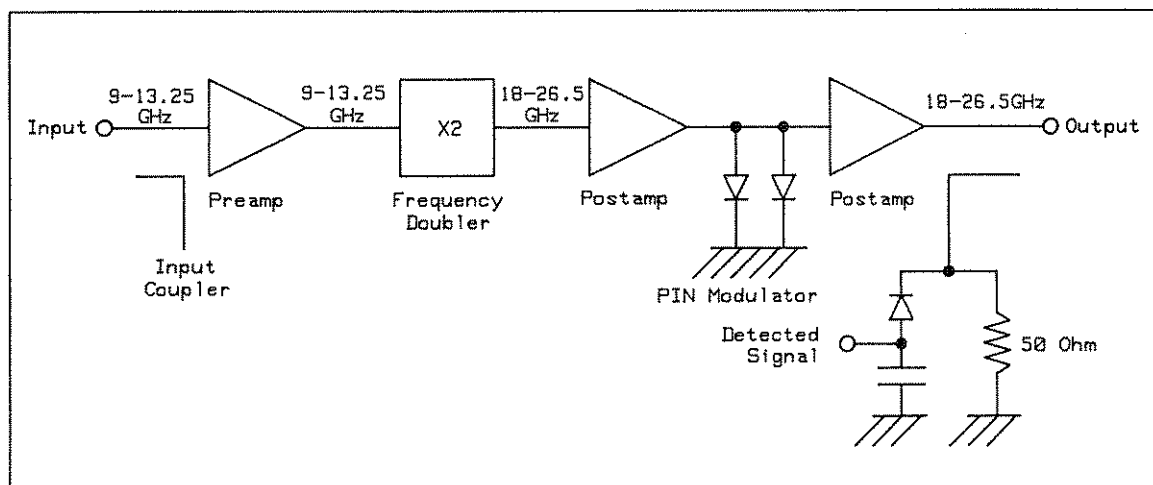 9-13.25
GHz
9-13.25
GHz
18-26.5
GHz
18-26.5GHz
Input
X2
Output
Preamp
Frequency
Doubler
Postamp
Postamp
Input
Coupler
PIN Modulator
Detected
Signal
50 Ohm